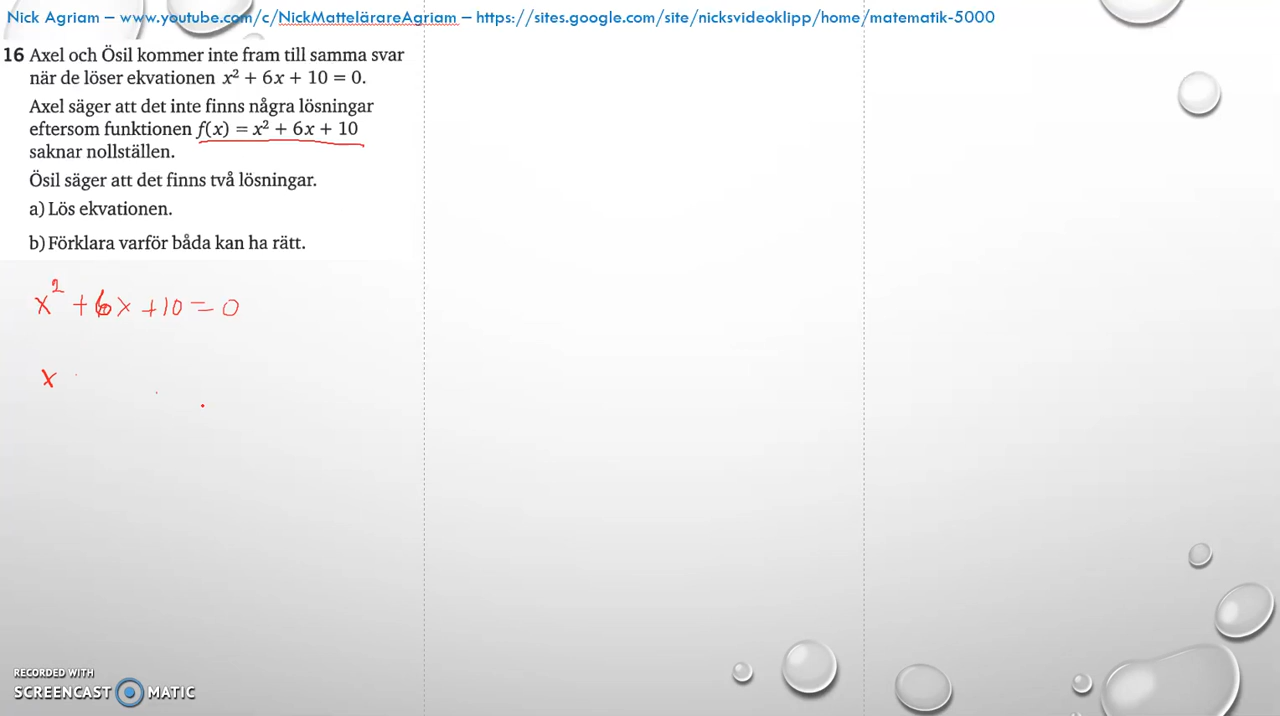 Nick Agriam – www.youtube.com/c/NickMattelärareAgriam – https://sites.google.com/site/nicksvideoklipp/home/matematik-5000
16 Axel och Ösil kommer inte fram till samma svar
när de löser ekvationen x² + 6x + 10 = 0.
Axel säger att det inte finns några lösningar
eftersom funktionen f(x) = x² + 6x + 10
saknar nollställen.
Ösil säger att det finns två lösningar.
a) Lös ekvationen.
b) Förklara varför båda kan ha rätt.
x² + 6x + 10 = 0
x
RECORDED WITH
SCREENCAST MATIC